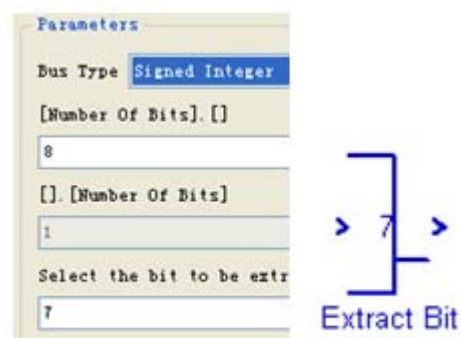 Parameters
Bus Type Signed Integer
[Number Of Bits].[]
8
[].[Number Of Bits]
1
Select the bit to be extr
7
7
Extract Bit